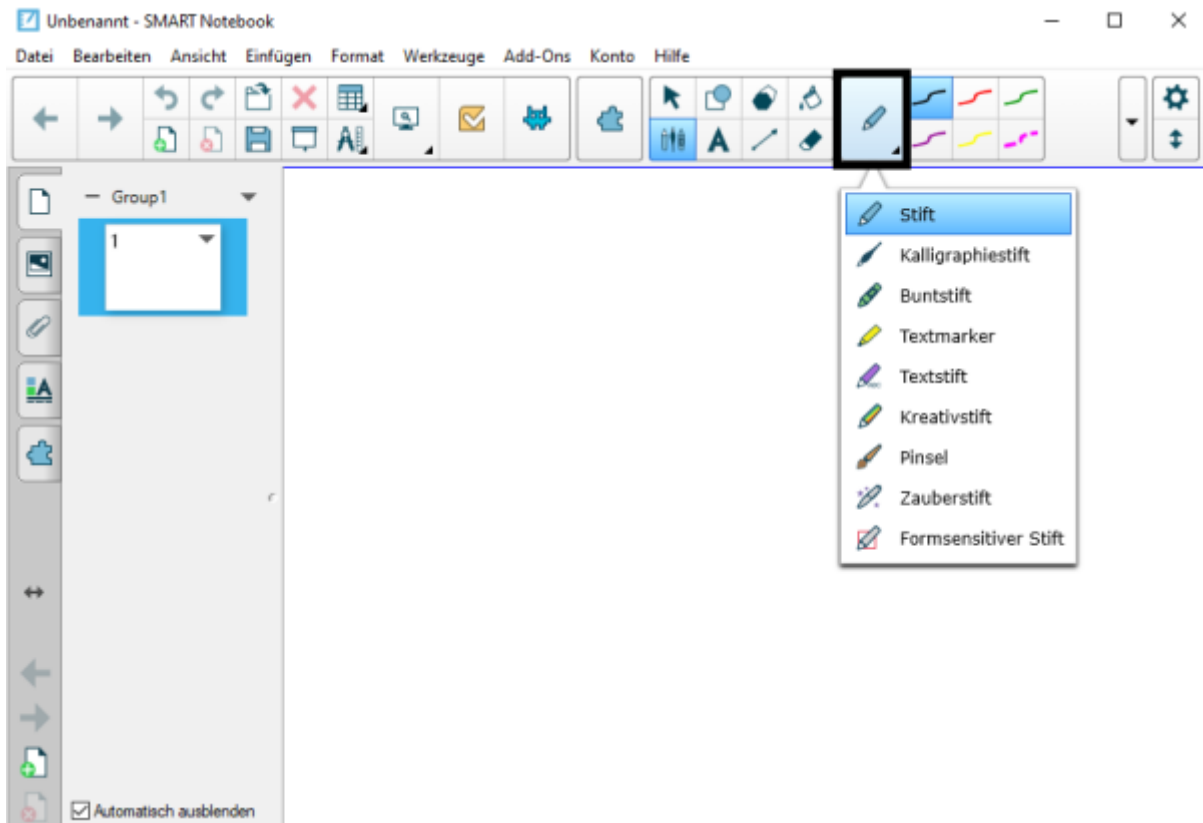 Unbenannt - SMART Notebook
Datei Bearbeiten Ansicht Einfügen Format Werkzeuge Add-Ons Konto Hilfe
Group1
1
Stift
Kalligraphiestift
Buntstift
Textmarker
Textstift
Kreativstift
Pinsel
Zauberstift
Formsensitiver Stift
Automatisch ausblenden